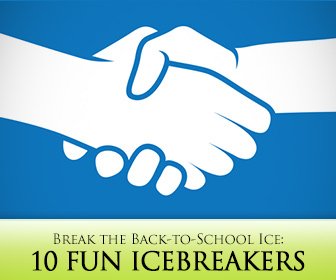 Break the Back-to-School Ice:
10 FUN ICEBREAKERS